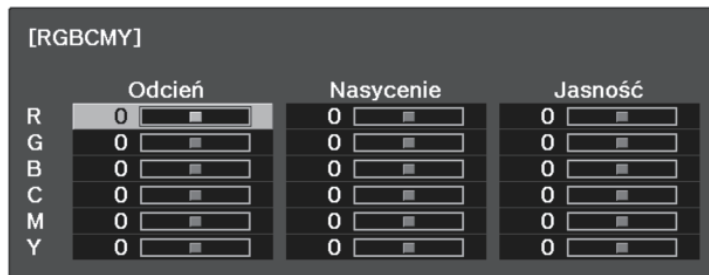 [RGBCMY]
Odcień Nasycenie Jasność
R 0 0 0
G 0 0 0
B 0 0 0
C 0 0 0
M 0 0 0
Y 0 0 0